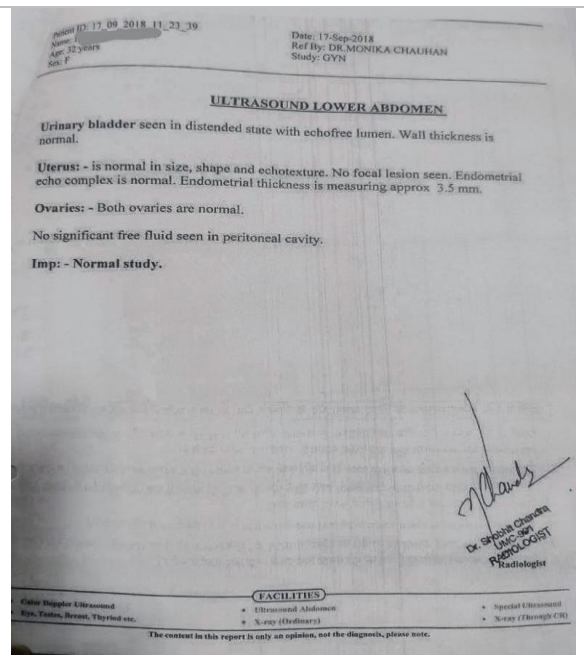 Patient ID: 17_09_2018_11_23_39
Name:
Age: 32 years
Sex: F
Date: 17-Sep-2018
Ref By: DR.MONIKA CHAUHAN
Study: GYN
ULTRASOUND LOWER ABDOMEN
Urinary bladder seen in distended state with echofree lumen. Wall thickness is
normal.
Uterus: - is normal in size, shape and echotexture. No focal lesion seen. Endometrial
echo complex is normal. Endometrial thickness is measuring approx 3.5 mm.
Ovaries: - Both ovaries are normal.
No significant free fluid seen in peritoneal cavity.
Imp: - Normal study.
Dr. Shobhit Chandra
UMC-991
RADIOLOGIST
Radiologist
FACILITIES
• Color Doppler Ultrasound
• Ultrasound Abdomen
• Special Ultrasound
• Eye, Testes, Breast, Thyriod etc.
• X-ray (Ordinary)
• X-ray (Through CR)
The content in this report is only an opinion, not the diagnosis, please note.